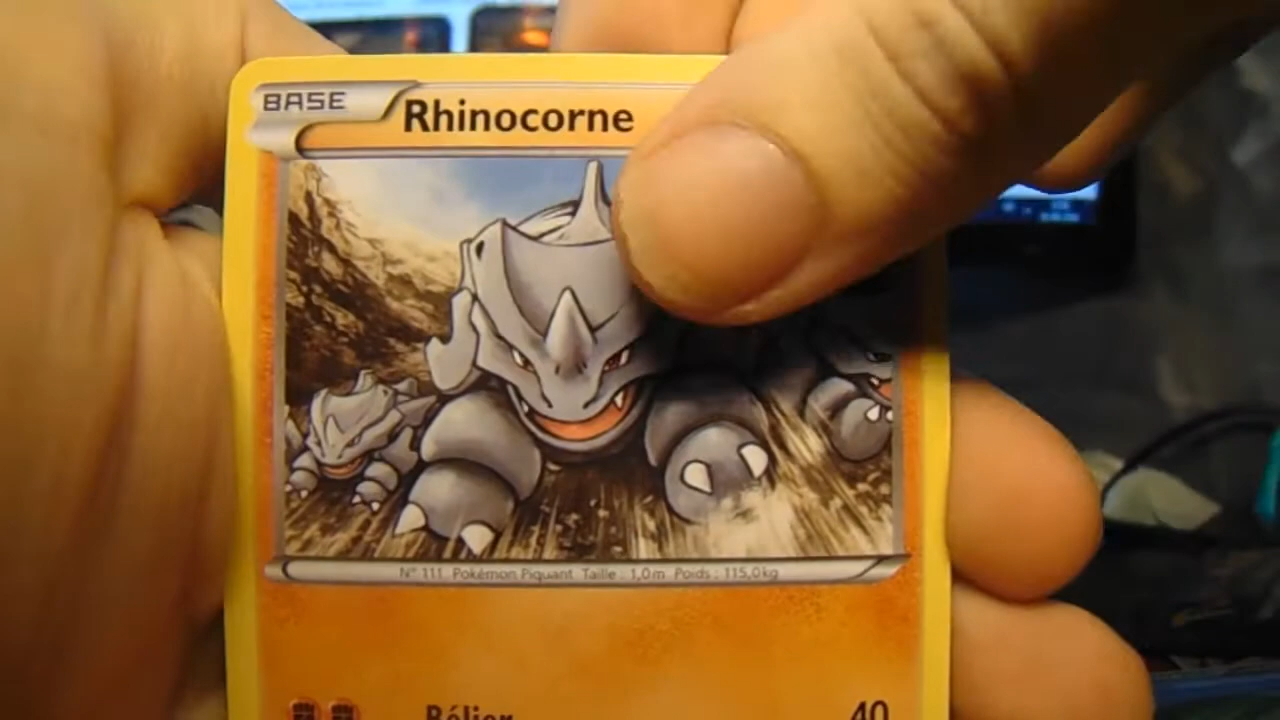 BASE Rhinocorne
N° 111 Pokémon Piquant Taille : 1,0m Poids : 115,0kg
Bélier 40